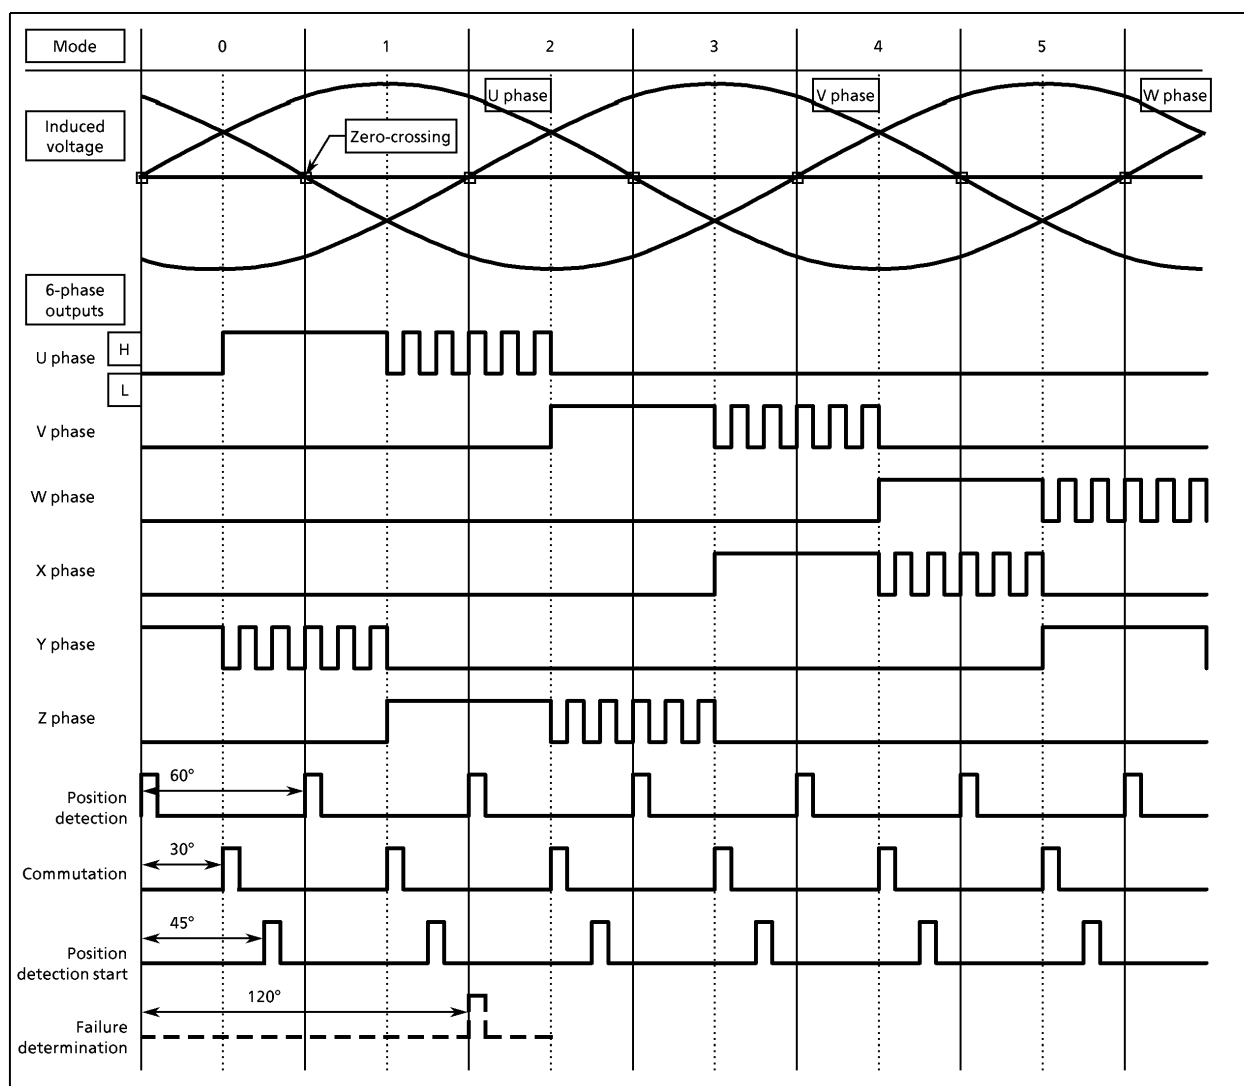 Mode
0
1
2
3
4
5
U phase
V phase
W phase
Induced
voltage
Zero-crossing
6-phase
outputs
U phase
H
L
V phase
W phase
X phase
Y phase
Z phase
60°
Position
detection
30°
Commutation
45°
Position
detection start
120°
Failure
determination